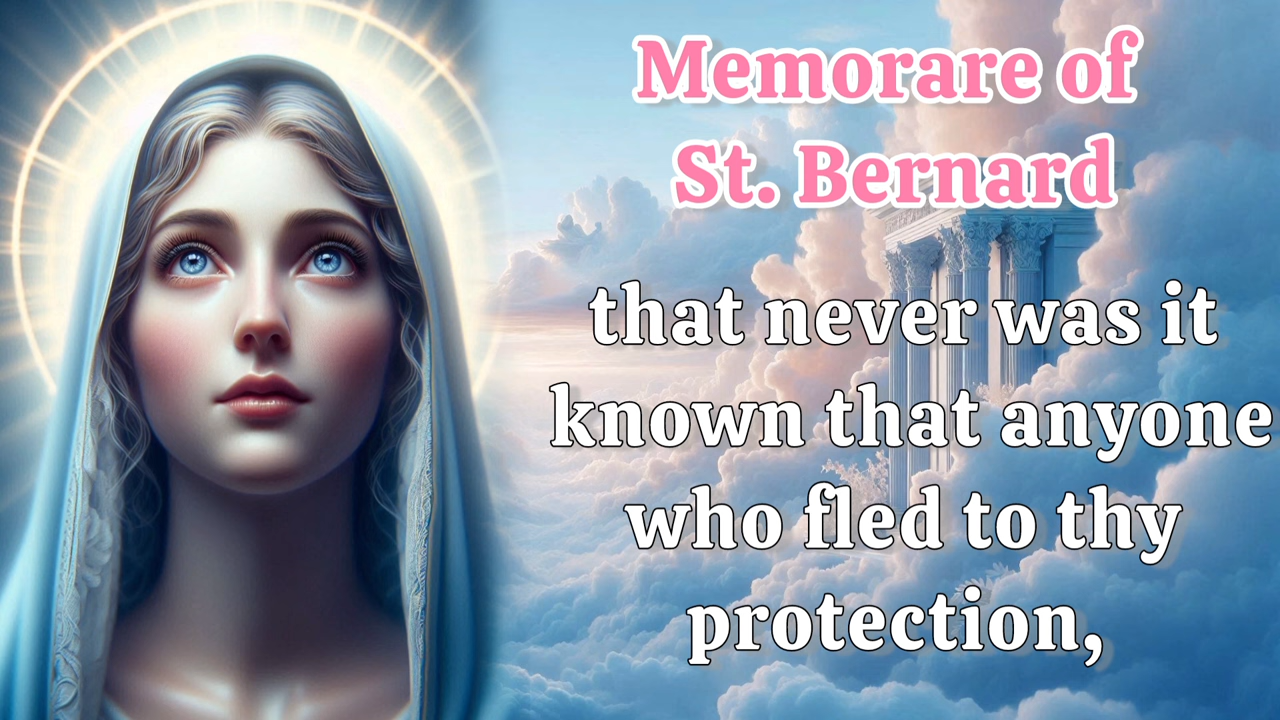 Memorare of
St. Bernard
that never was it
known that anyone
who fled to thy
protection,